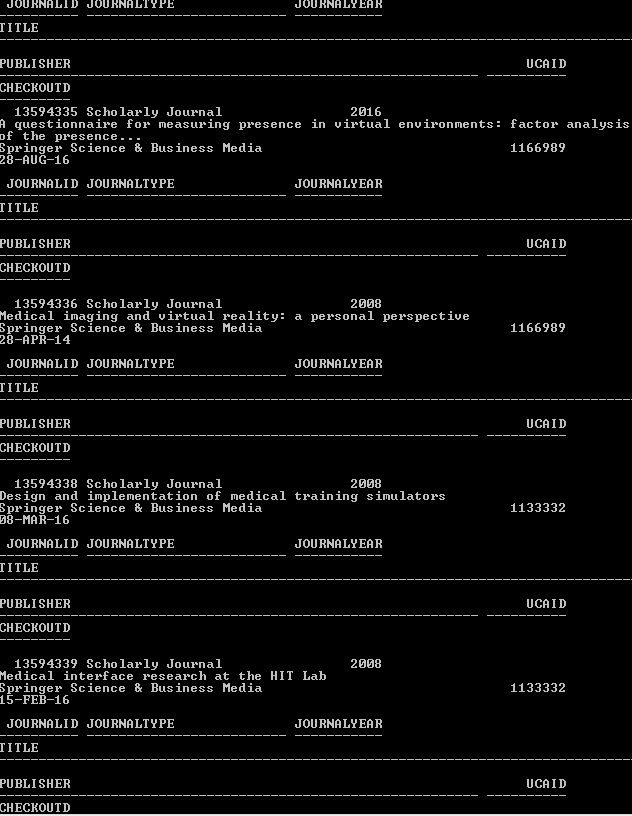 JOURNALID JOURNALTYPE JOURNALYEAR
TITLE
PUBLISHER UCAID
CHECKOUTD
13594335 Scholarly Journal 2016
A questionnaire for measuring presence in virtual environments: factor analysis
of the presence...
Springer Science & Business Media 1166989
28-AUG-16
JOURNALID JOURNALTYPE JOURNALYEAR
TITLE
PUBLISHER UCAID
CHECKOUTD
13594336 Scholarly Journal 2008
Medical imaging and virtual reality: a personal perspective
Springer Science & Business Media 1166989
28-APR-14
JOURNALID JOURNALTYPE JOURNALYEAR
TITLE
PUBLISHER UCAID
CHECKOUTD
13594338 Scholarly Journal 2008
Design and implementation of medical training simulators
Springer Science & Business Media 1133332
08-MAR-16
JOURNALID JOURNALTYPE JOURNALYEAR
TITLE
PUBLISHER UCAID
CHECKOUTD
13594339 Scholarly Journal 2008
Medical interface research at the HIT Lab
Springer Science & Business Media 1133332
15-FEB-16
JOURNALID JOURNALTYPE JOURNALYEAR
TITLE
PUBLISHER UCAID
CHECKOUTD